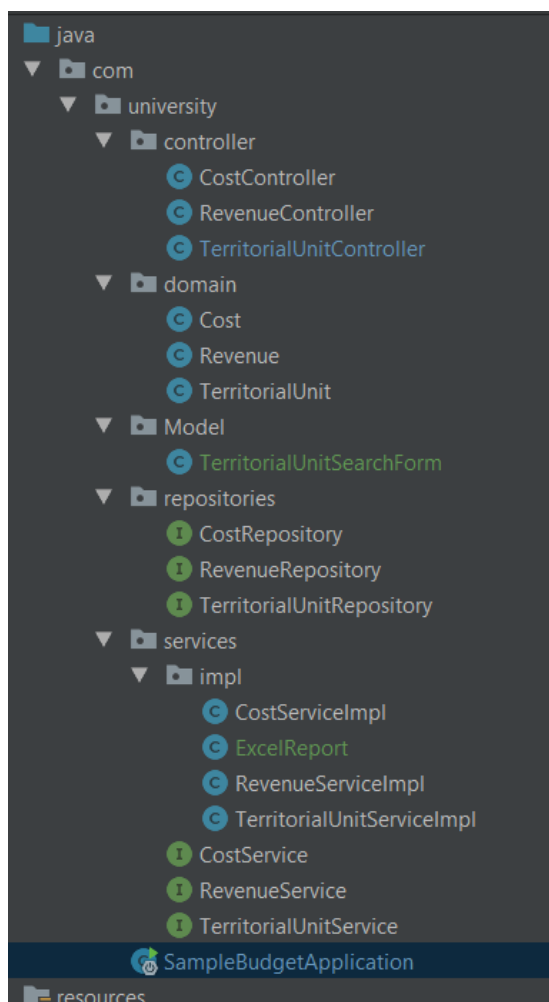 java
com
university
controller
C CostController
C RevenueController
C TerritorialUnitController
domain
C Cost
C Revenue
C TerritorialUnit
Model
C TerritorialUnitSearchForm
repositories
I CostRepository
I RevenueRepository
I TerritorialUnitRepository
services
impl
C CostServiceImpl
C ExcelReport
C RevenueServiceImpl
C TerritorialUnitServiceImpl
I CostService
I RevenueService
I TerritorialUnitService
SampleBudgetApplication
resources